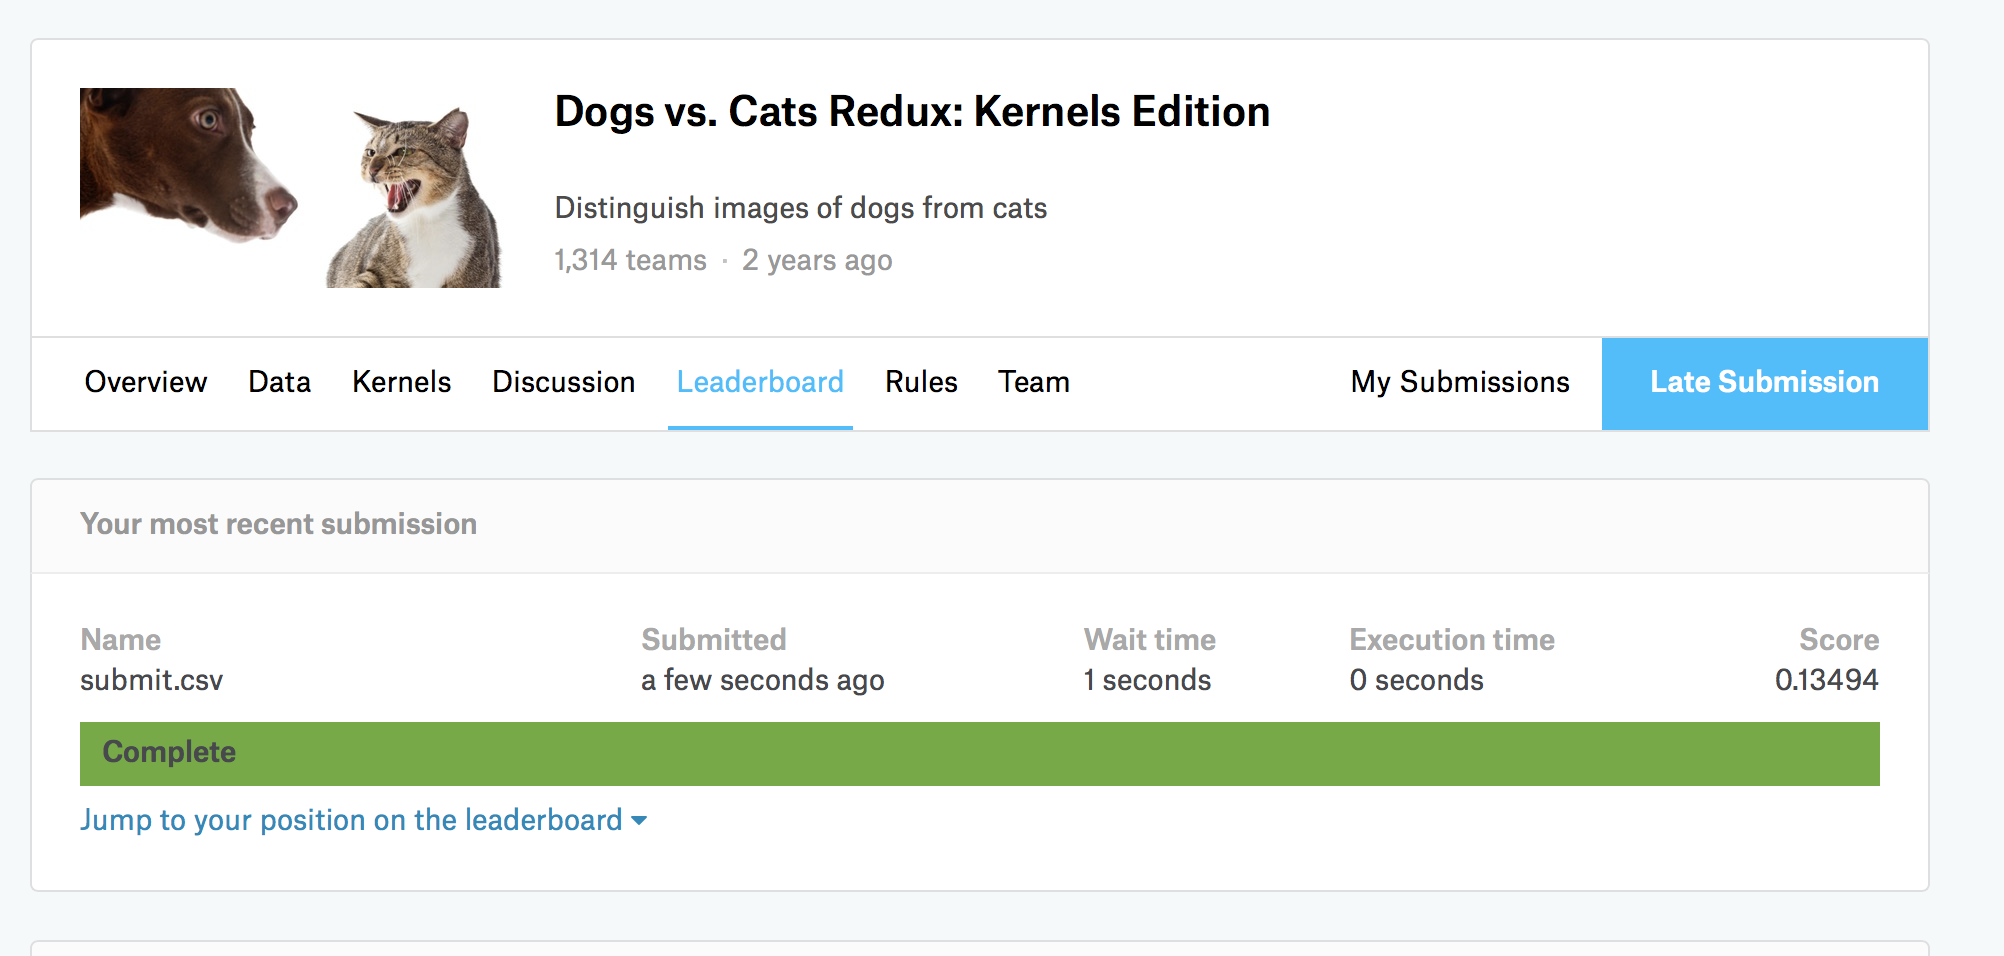 Dogs vs. Cats Redux: Kernels Edition
Distinguish images of dogs from cats
1,314 teams · 2 years ago
Overview Data Kernels Discussion Leaderboard Rules Team My Submissions Late Submission
Your most recent submission
Name Submitted Wait time Execution time Score
submit.csv a few seconds ago 1 seconds 0 seconds 0.13494
Complete
Jump to your position on the leaderboard